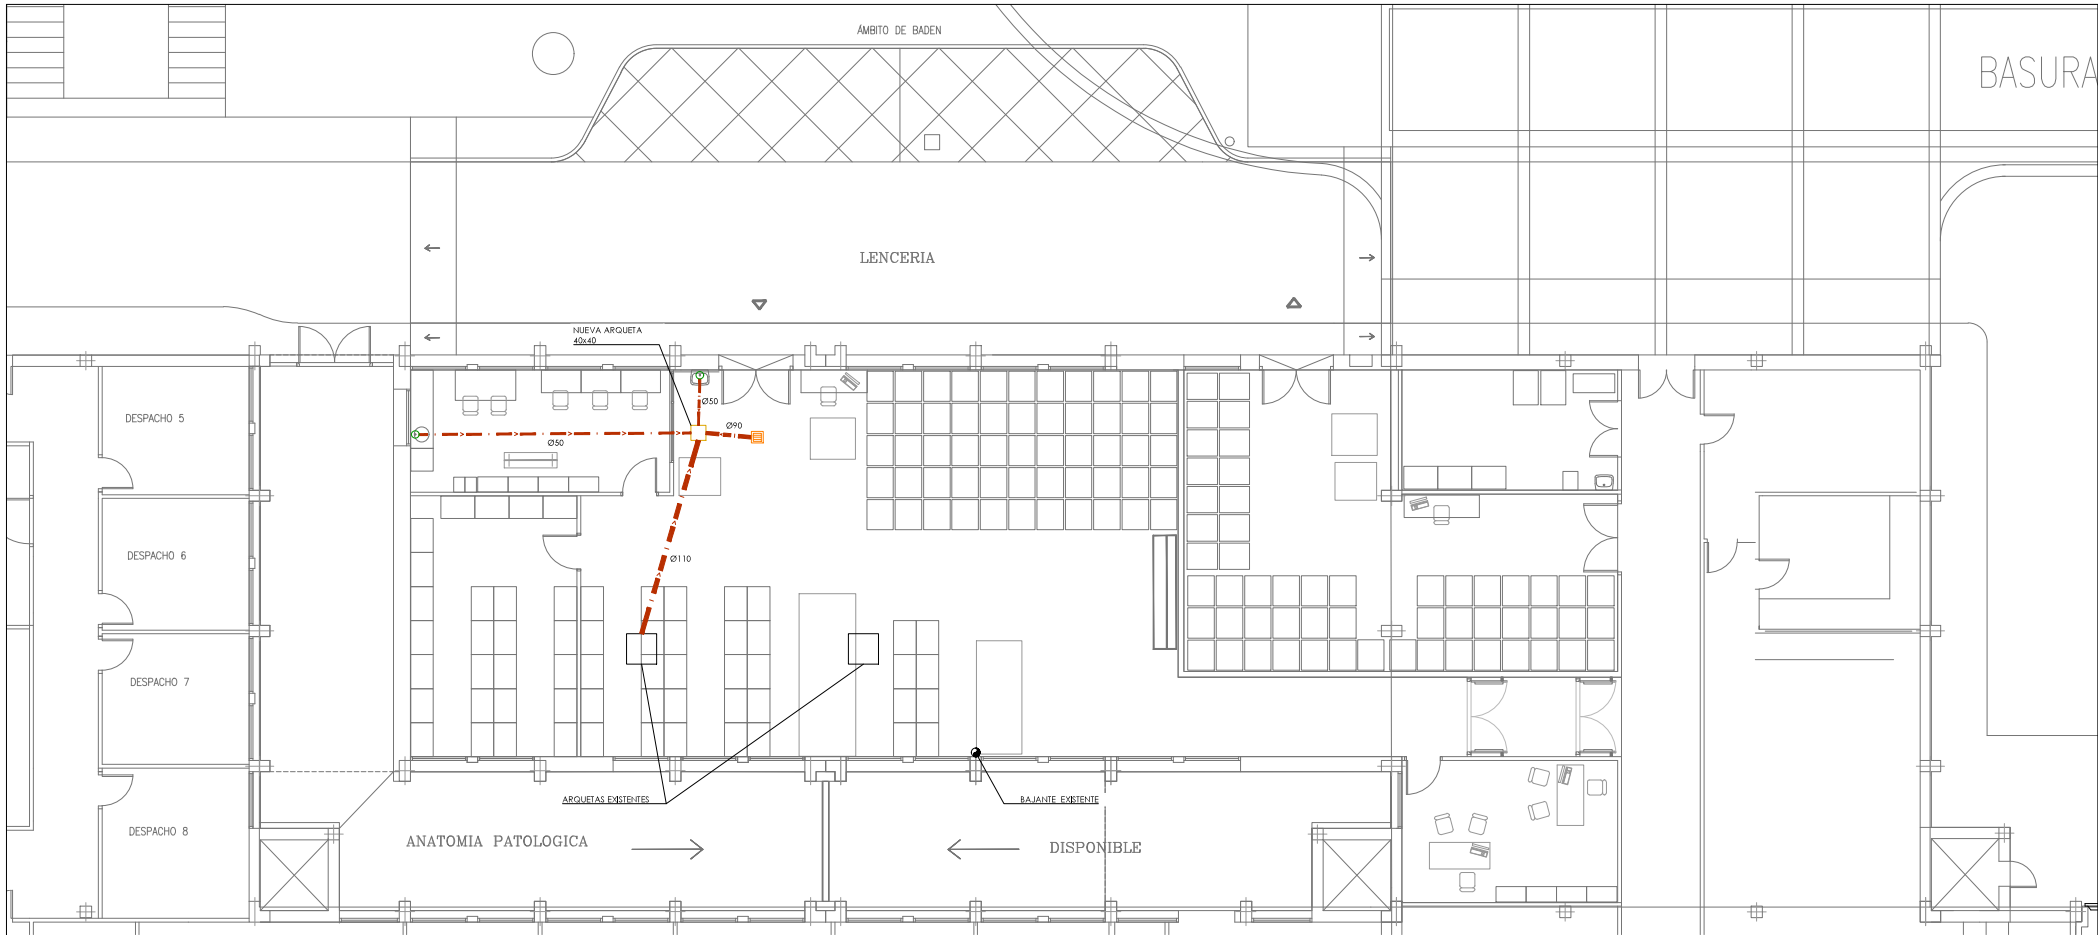 ÁMBITO DE BADEN
BASURA
LENCERIA
NUEVA ARQUETA
40x40
Ø50
Ø90
Ø50
DESPACHO 5
DESPACHO 6
Ø110
DESPACHO 7
ARQUETAS EXISTENTES
BAJANTE EXISTENTE
DESPACHO 8
ANATOMIA PATOLOGICA
DISPONIBLE